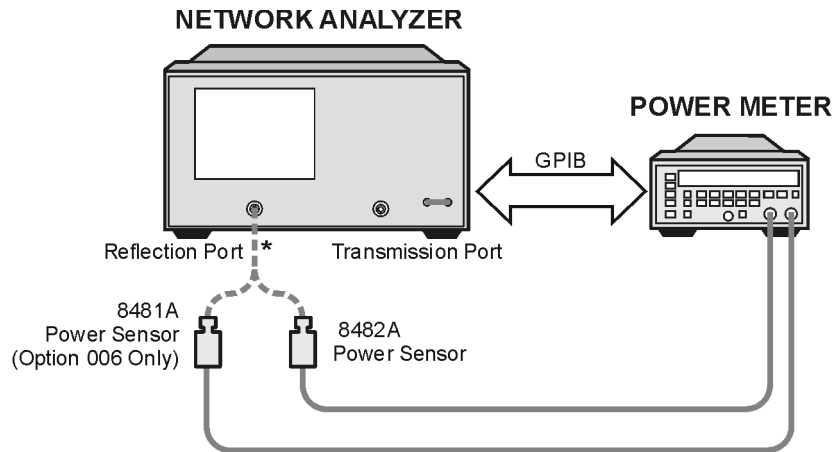 NETWORK ANALYZER
POWER METER
GPIB
Reflection Port *
Transmission Port
8481A
Power Sensor
(Option 006 Only)
8482A
Power Sensor